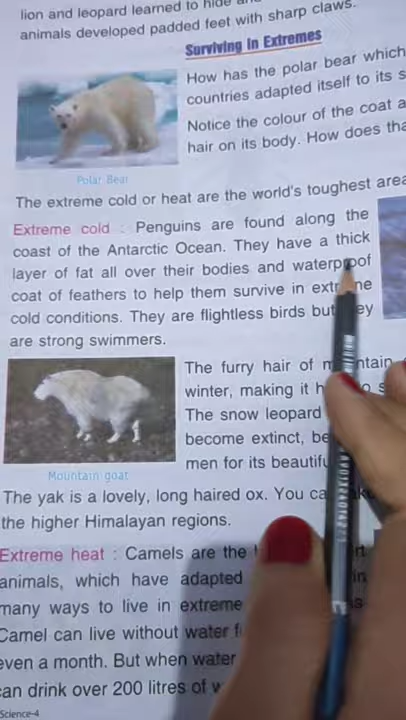 lion and leopard learned to hide
animals developed padded feet with sharp claws.
Surviving in Extremes
How has the polar bear which
countries adapted itself to its
Notice the colour of the coat
hair on its body. How does
Polar Bear
The extreme cold or heat are the world's toughest
Extreme cold : Penguins are found along the
coast of the Antarctic Ocean. They have a thick
layer of fat all over their bodies and waterproof
coat of feathers to help them survive in
cold conditions. They are flightless birds but
are strong swimmers.
The furry hair of
winter, making it
The snow leopard
become extinct,
men for its
Mountain goat
The yak is a lovely, long haired ox. You
the higher Himalayan regions.
Extreme heat : Camels are the
animals, which have adapted in
many ways to live in extreme
Camel can live without water
even a month. But when water
can drink over 200 litres of
Science-4